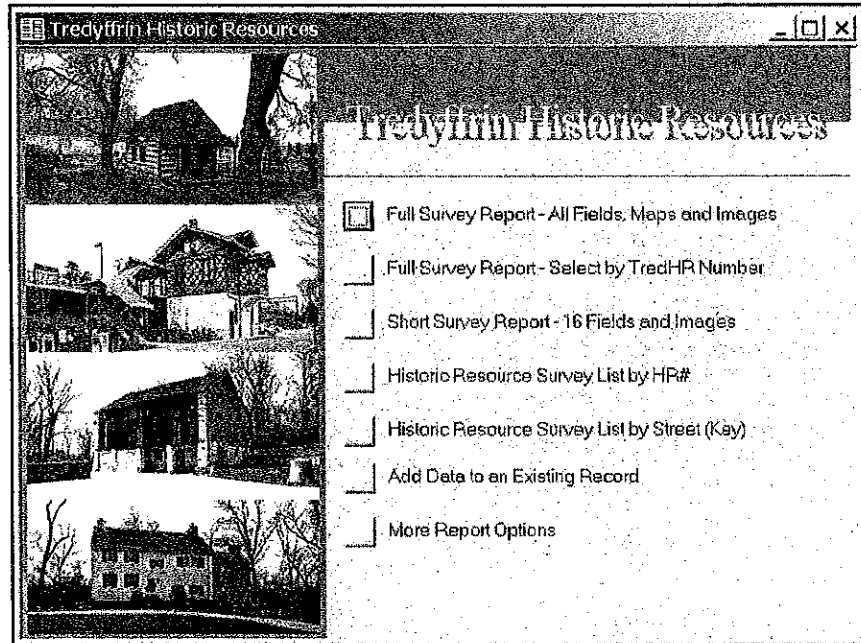 Tredyffrin Historic Resources
Tredyffrin Historic Resources
Full Survey Report - All Fields, Maps and Images
Full Survey Report - Select by TredHR Number
Short Survey Report - 16 Fields and Images
Historic Resource Survey List by HR#
Historic Resource Survey List by Street (Kay)
Add Data to an Existing Record
More Report Options